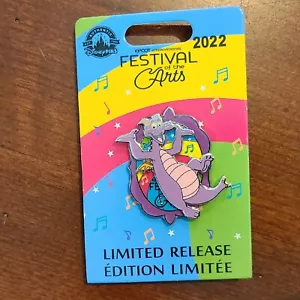 2022
EPCOT INTERNATIONAL
FESTIVAL
of the
Arts
LIMITED RELEASE
ÉDITION LIMITÉE